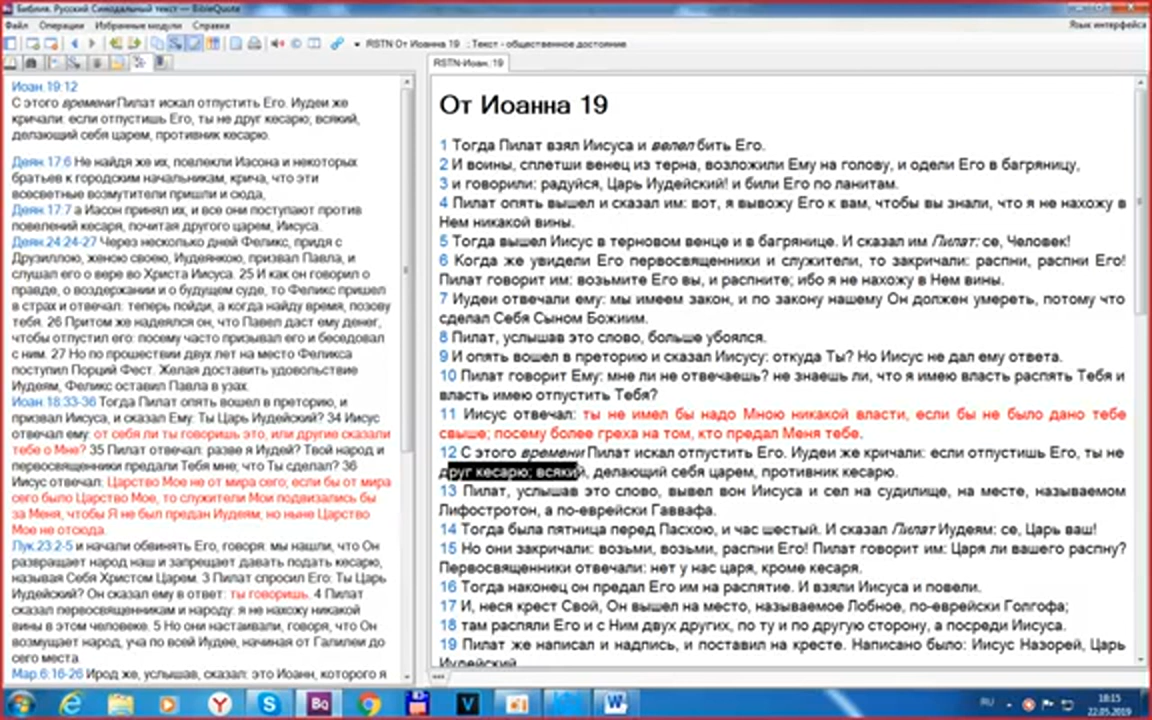 Библия. Русский Синодальный текст — BibleQuote
Файл Операции Избранные модули Справка
Язык интерфейса
RSTN От Иоанна 19 : Текст - общественное достояние
Иоан.19:12
С этого времени Пилат искал отпустить Его. Иудеи же
кричали: если отпустишь Его, ты не друг кесарю; всякий,
делающий себя царем, противник кесарю.
Деян.17:6 Не найдя же их, повлекли Иасона и некоторых
братьев к городским начальникам, крича, что эти
всесветные возмутители пришли и сюда,
Деян.17:7 а Иасон принял их, и все они поступают против
повелений кесаря, почитая другого царем, Иисуса.
Деян.24:24-27 Через несколько дней Феликс, придя с
Друзиллою, женою своею, Иудеянкою, призвал Павла, и
слушал его о вере во Христа Иисуса. 25 И как он говорил о
правде, о воздержании и о будущем суде, то Феликс пришел
в страх и отвечал: теперь пойди, а когда найду время, позову
тебя. 26 Притом же надеялся он, что Павел даст ему денег,
чтобы отпустил его: посему часто призывал его и беседовал
с ним. 27 Но по прошествии двух лет на место Феликса
поступил Порций Фест. Желая доставить удовольствие
Иудеям, Феликс оставил Павла в узах.
Иоан.18:33-36 Тогда Пилат опять вошел в преторию, и
призвал Иисуса, и сказал Ему: Ты Царь Иудейский? 34 Иисус
отвечал ему: от себя ли ты говоришь это, или другие сказали
тебе о Мне? 35 Пилат отвечал: разве я Иудей? Твой народ и
первосвященники предали Тебя мне; что Ты сделал? 36
Иисус отвечал: Царство Мое не от мира сего; если бы от мира
сего было Царство Мое, то служители Мои подвизались бы
за Меня, чтобы Я не был предан Иудеям; но ныне Царство
Мое не отсюда.
Лук.23:2-5 и начали обвинять Его, говоря: мы нашли, что Он
развращает народ наш и запрещает давать подать кесарю,
называя Себя Христом Царем. 3 Пилат спросил Его: Ты Царь
Иудейский? Он сказал ему в ответ: ты говоришь. 4 Пилат
сказал первосвященникам и народу: я не нахожу никакой
вины в этом человеке. 5 Но они настаивали, говоря, что Он
возмущает народ, уча по всей Иудее, начиная от Галилеи до
сего места
Мар.6:16-26 Ирод же, услышав, сказал: это Иоанн, которого я
RSTN-Иоан.:19
От Иоанна 19
1 Тогда Пилат взял Иисуса и велел бить Его.
2 И воины, сплетши венец из терна, возложили Ему на голову, и одели Его в багряницу,
3 и говорили: радуйся, Царь Иудейский! и били Его по ланитам.
4 Пилат опять вышел и сказал им: вот, я вывожу Его к вам, чтобы вы знали, что я не нахожу в
Нем никакой вины.
5 Тогда вышел Иисус в терновом венце и в багрянице. И сказал им Пилат: се, Человек!
6 Когда же увидели Его первосвященники и служители, то закричали: распни, распни Его!
Пилат говорит им: возьмите Его вы, и распните; ибо я не нахожу в Нем вины.
7 Иудеи отвечали ему: мы имеем закон, и по закону нашему Он должен умереть, потому что
сделал Себя Сыном Божиим.
8 Пилат, услышав это слово, больше убоялся.
9 И опять вошел в преторию и сказал Иисусу: откуда Ты? Но Иисус не дал ему ответа.
10 Пилат говорит Ему: мне ли не отвечаешь? не знаешь ли, что я имею власть распять Тебя и
власть имею отпустить Тебя?
11 Иисус отвечал: ты не имел бы надо Мною никакой власти, если бы не было дано тебе
свыше; посему более греха на том, кто предал Меня тебе.
12 С этого времени Пилат искал отпустить Его. Иудеи же кричали: если отпустишь Его, ты не
друг кесарю; всякий, делающий себя царем, противник кесарю.
13 Пилат, услышав это слово, вывел вон Иисуса и сел на судилище, на месте, называемом
Лифостротон, а по-еврейски Гаввафа.
14 Тогда была пятница перед Пасхою, и час шестый. И сказал Пилат Иудеям: се, Царь ваш!
15 Но они закричали: возьми, возьми, распни Его! Пилат говорит им: Царя ли вашего распну?
Первосвященники отвечали: нет у нас царя, кроме кесаря.
16 Тогда наконец он предал Его им на распятие. И взяли Иисуса и повели.
17 И, неся крест Свой, Он вышел на место, называемое Лобное, по-еврейски Голгофа;
18 там распяли Его и с Ним двух других, по ту и по другую сторону, а посреди Иисуса.
19 Пилат же написал и надпись, и поставил на кресте. Написано было: Иисус Назорей, Царь
Иудейский.
Bq
RU
18:15
22.05.2019